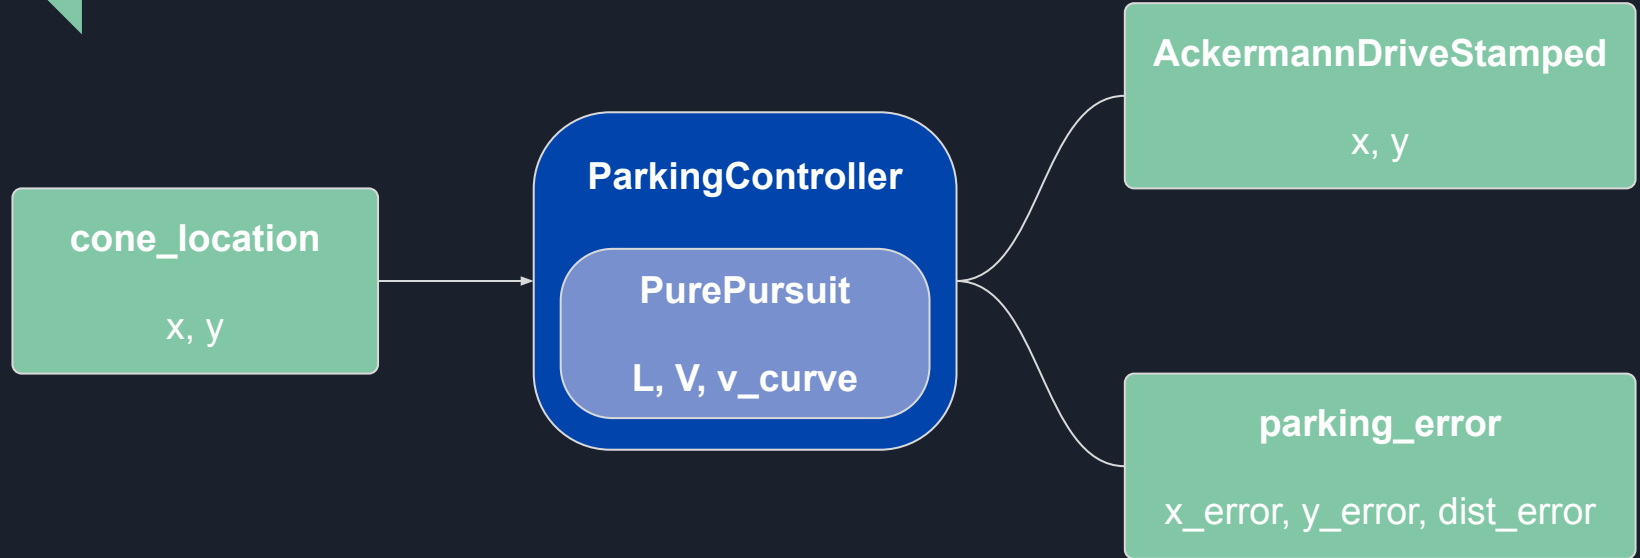 cone_location
x, y
ParkingController
PurePursuit
L, V, v_curve
AckermannDriveStamped
x, y
parking_error
x_error, y_error, dist_error